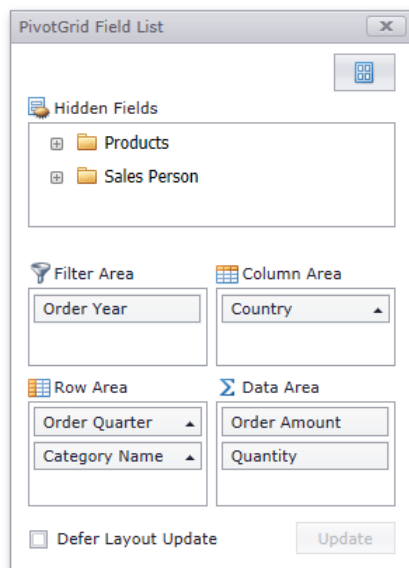 PivotGrid Field List
Hidden Fields
Products
Sales Person
Filter Area
Order Year
Column Area
Country
Row Area
Order Quarter
Category Name
Data Area
Order Amount
Quantity
Defer Layout Update
Update